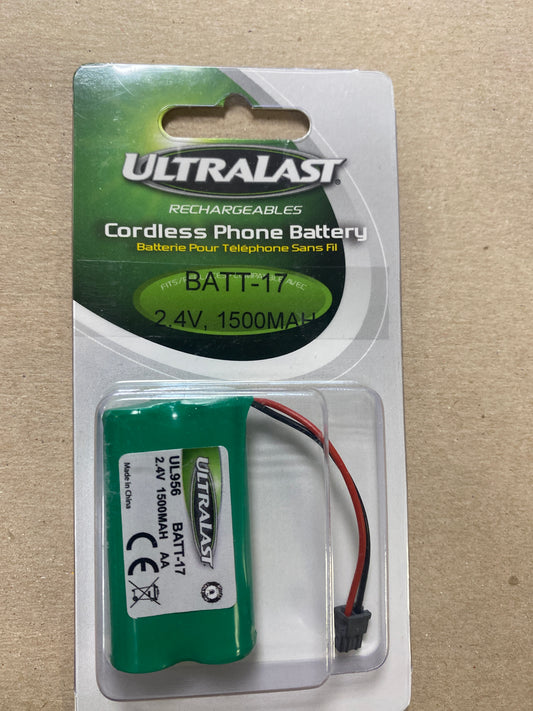 ULTRALAST®
RECHARGEABLES
Cordless Phone Battery
Batterie Pour Téléphone Sans Fil
BATT-17
2.4V, 1500MAH
ULTRALAST
UL956 BATT-17
2.4V 1500MAH AA
Made In China
CE